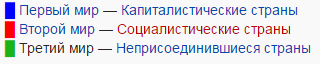 Первый мир — Капиталистические страны
Второй мир — Социалистические страны
Третий мир — Неприсоединившиеся страны